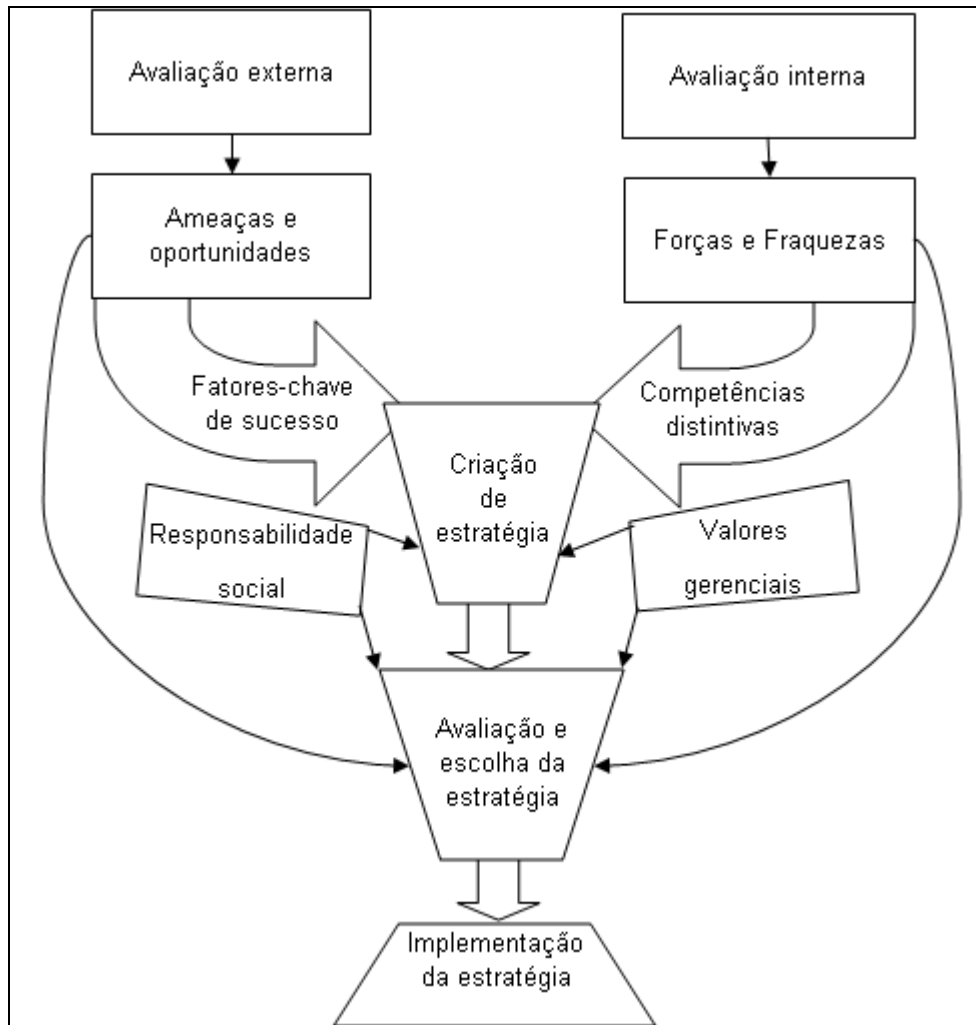 Avaliação externa
Avaliação interna
Ameaças e
oportunidades
Forças e Fraquezas
Fatores-chave
de sucesso
Competências
distintivas
Criação
de
estratégia
Responsabilidade
social
Valores
gerenciais
Avaliação e
escolha da
estratégia
Implementação
da estratégia